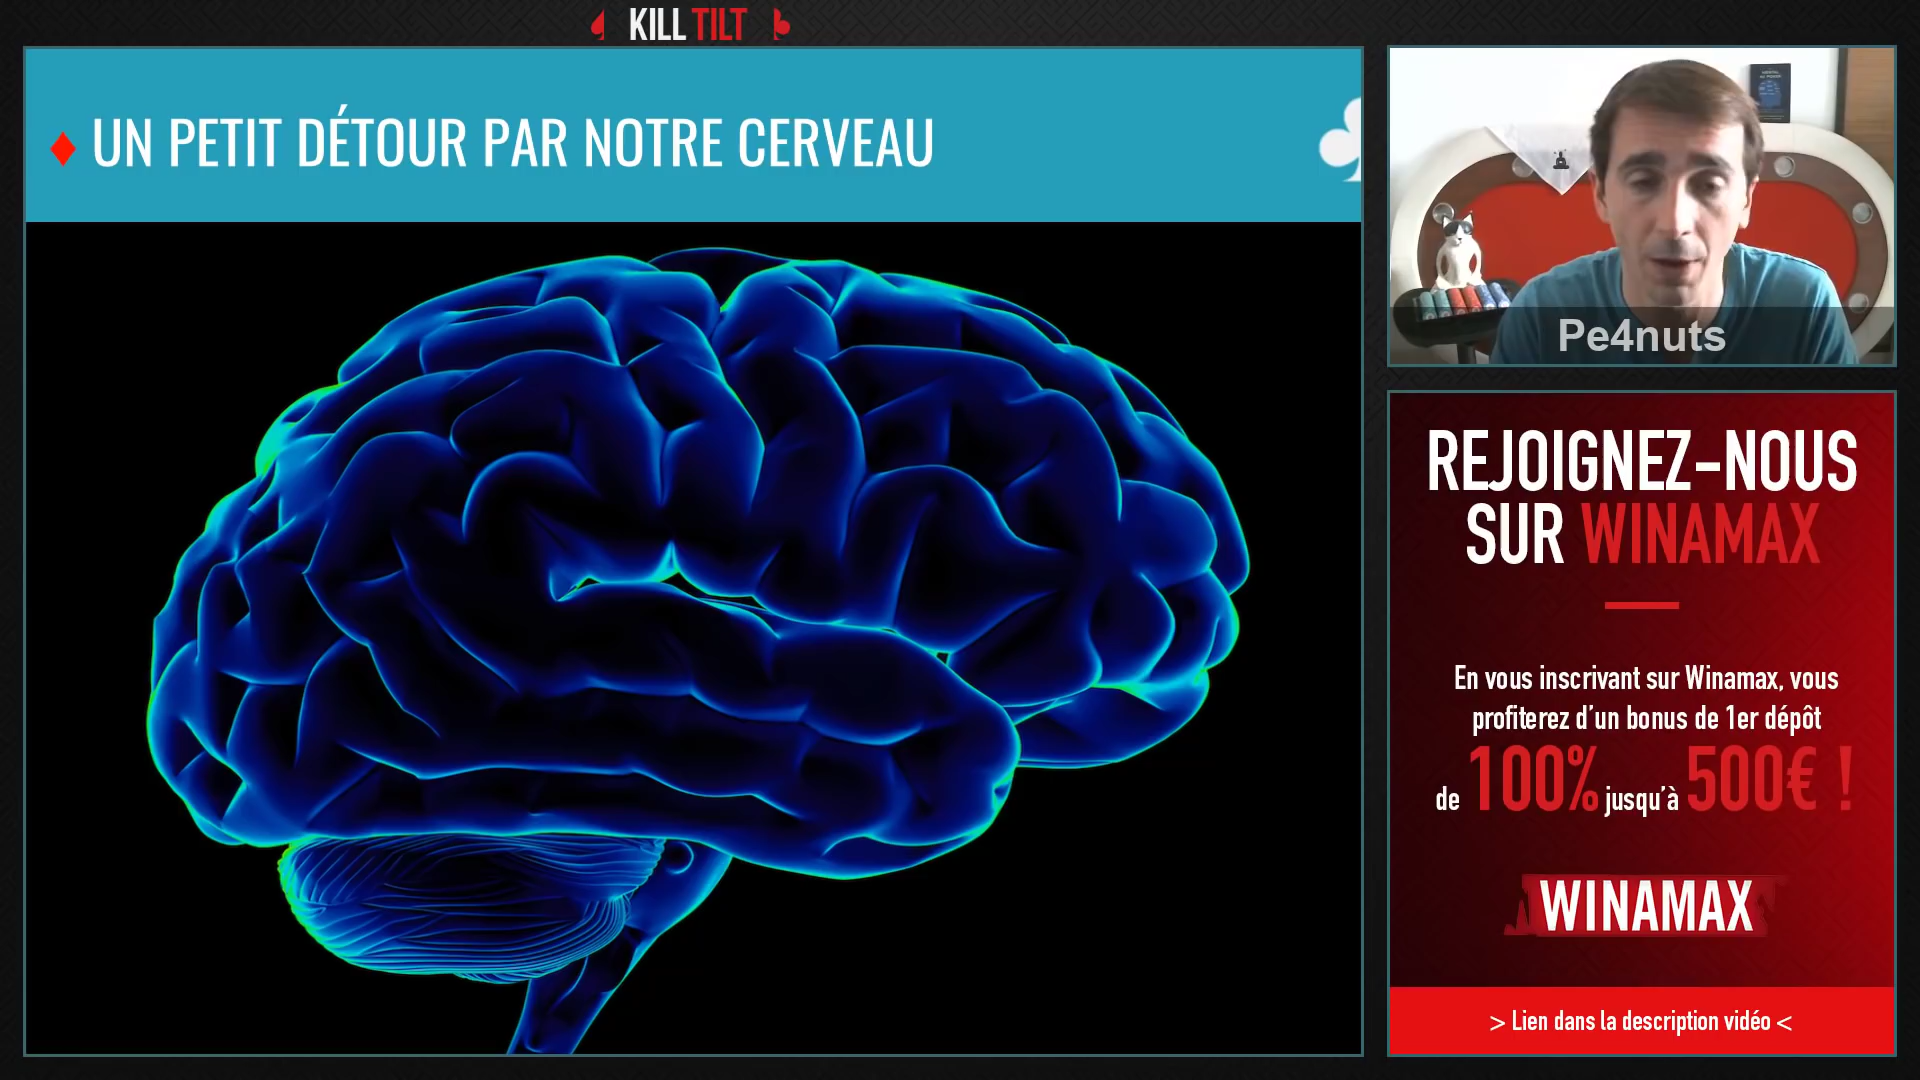 KILL TILT
UN PETIT DÉTOUR PAR NOTRE CERVEAU
Pe4nuts
REJOIGNEZ-NOUS
SUR WINAMAX
En vous inscrivant sur Winamax, vous
profiterez d'un bonus de 1er dépôt
de 100% jusqu'à 500€ !
WINAMAX
> Lien dans la description vidéo <